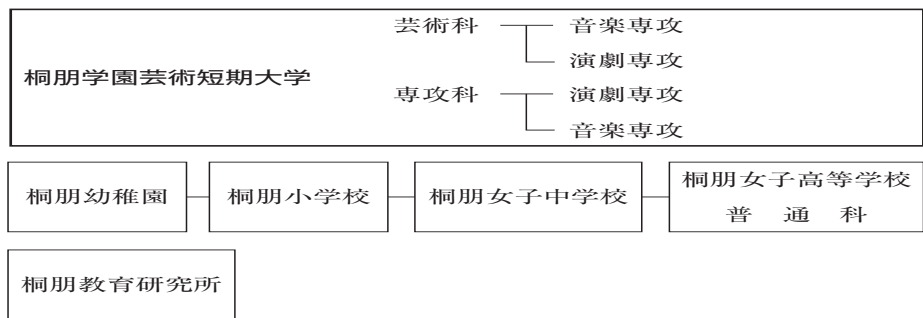 芸術科 音楽専攻
演劇専攻
桐朋学園芸術短期大学
専攻科 演劇専攻
音楽専攻
桐朋幼稚園
桐朋小学校
桐朋女子中学校
桐朋女子高等学校
普通科
桐朋教育研究所